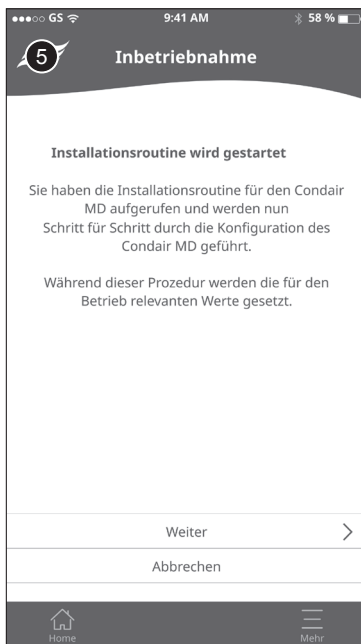 GS 9:41 AM 58 %
5 Inbetriebnahme
Installationsroutine wird gestartet
Sie haben die Installationsroutine für den Condair
MD aufgerufen und werden nun
Schritt für Schritt durch die Konfiguration des
Condair MD geführt.
Während dieser Prozedur werden die für den
Betrieb relevanten Werte gesetzt.
Weiter
Abbrechen
Home Mehr